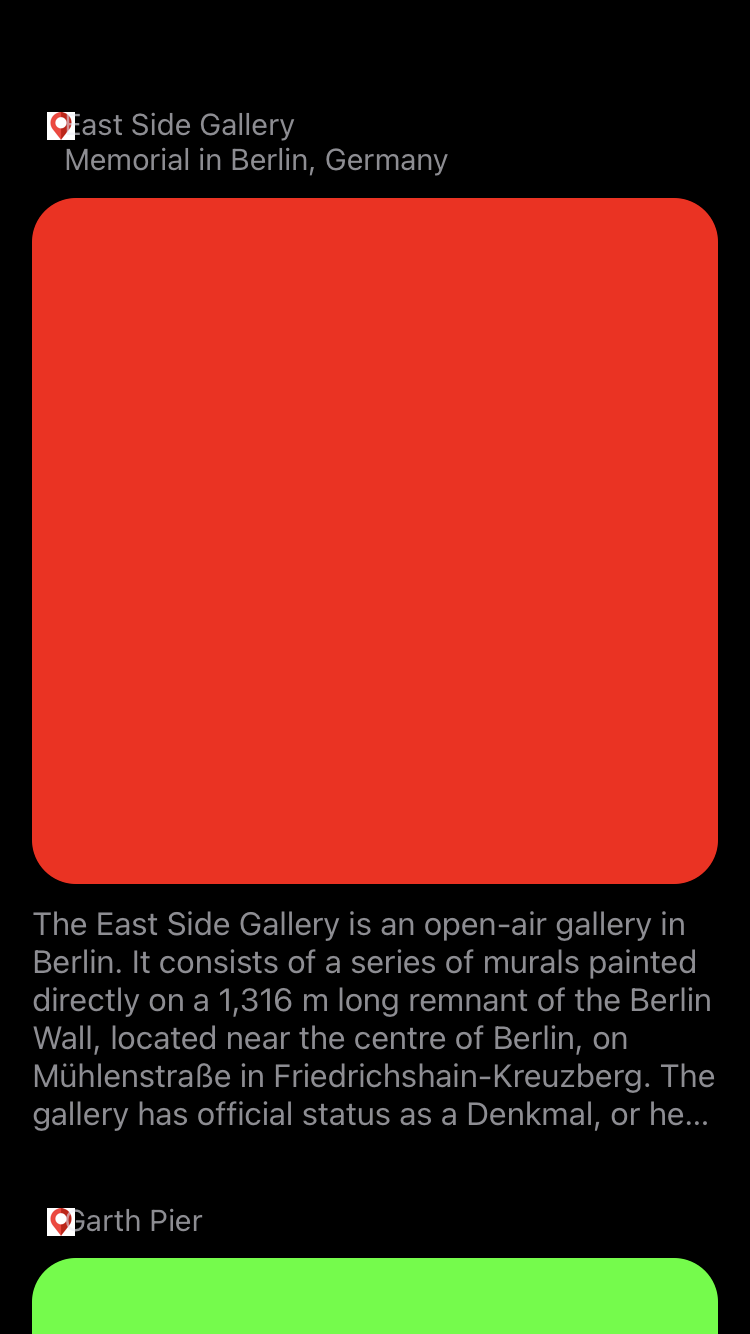 East Side Gallery
Memorial in Berlin, Germany
The East Side Gallery is an open-air gallery in
Berlin. It consists of a series of murals painted
directly on a 1,316 m long remnant of the Berlin
Wall, located near the centre of Berlin, on
Mühlenstraße in Friedrichshain-Kreuzberg. The
gallery has official status as a Denkmal, or he...
Garth Pier